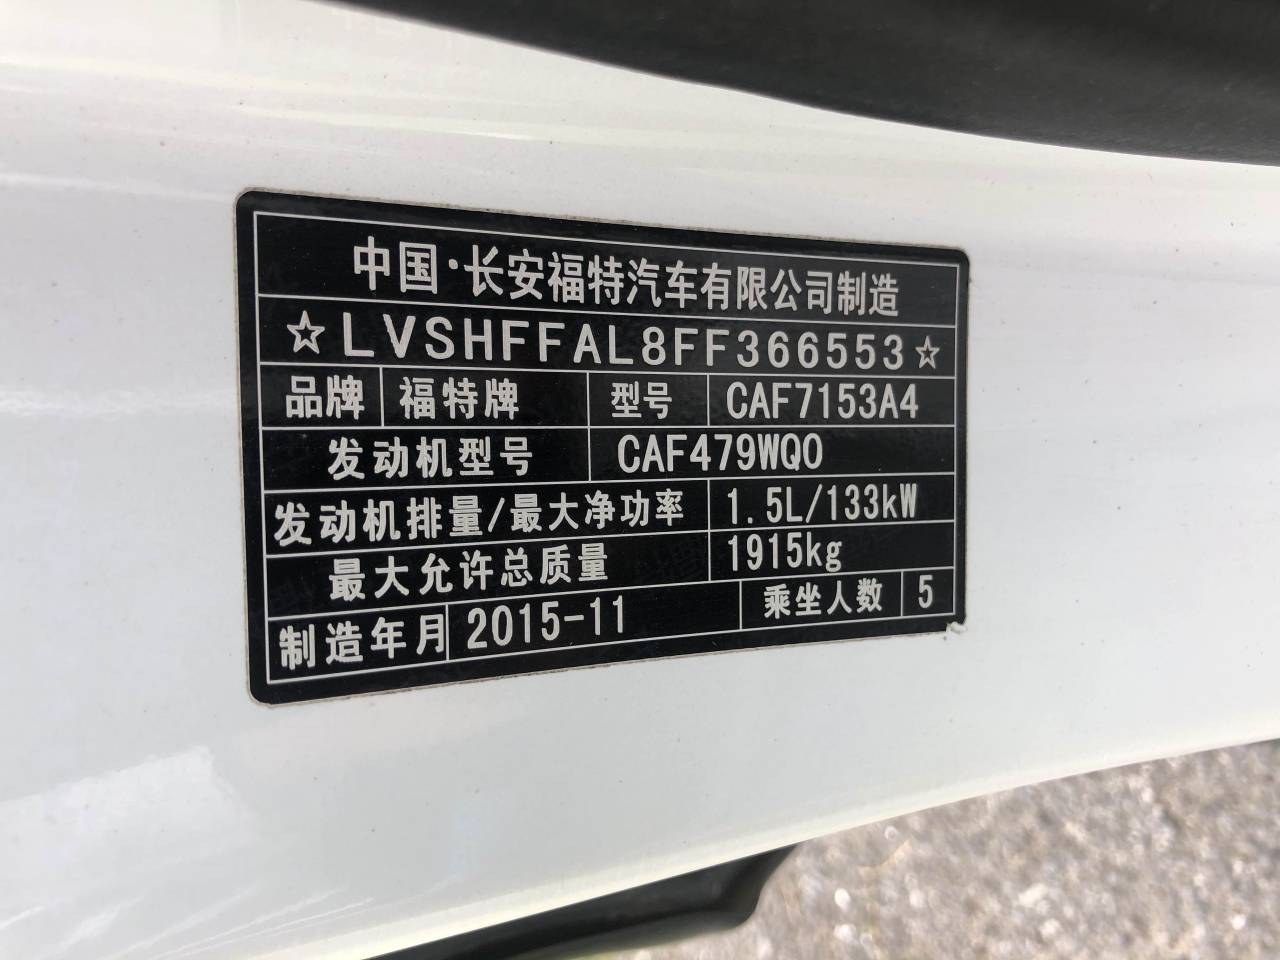 中国·长安福特汽车有限公司制造
☆LVSHFFAL8FF366553☆
品牌 福特牌 型号 CAF7153A4
发动机型号 CAF479WQ0
发动机排量/最大净功率 1.5L/133kW
最大允许总质量 1915kg
制造年月 2015-11 乘坐人数 5